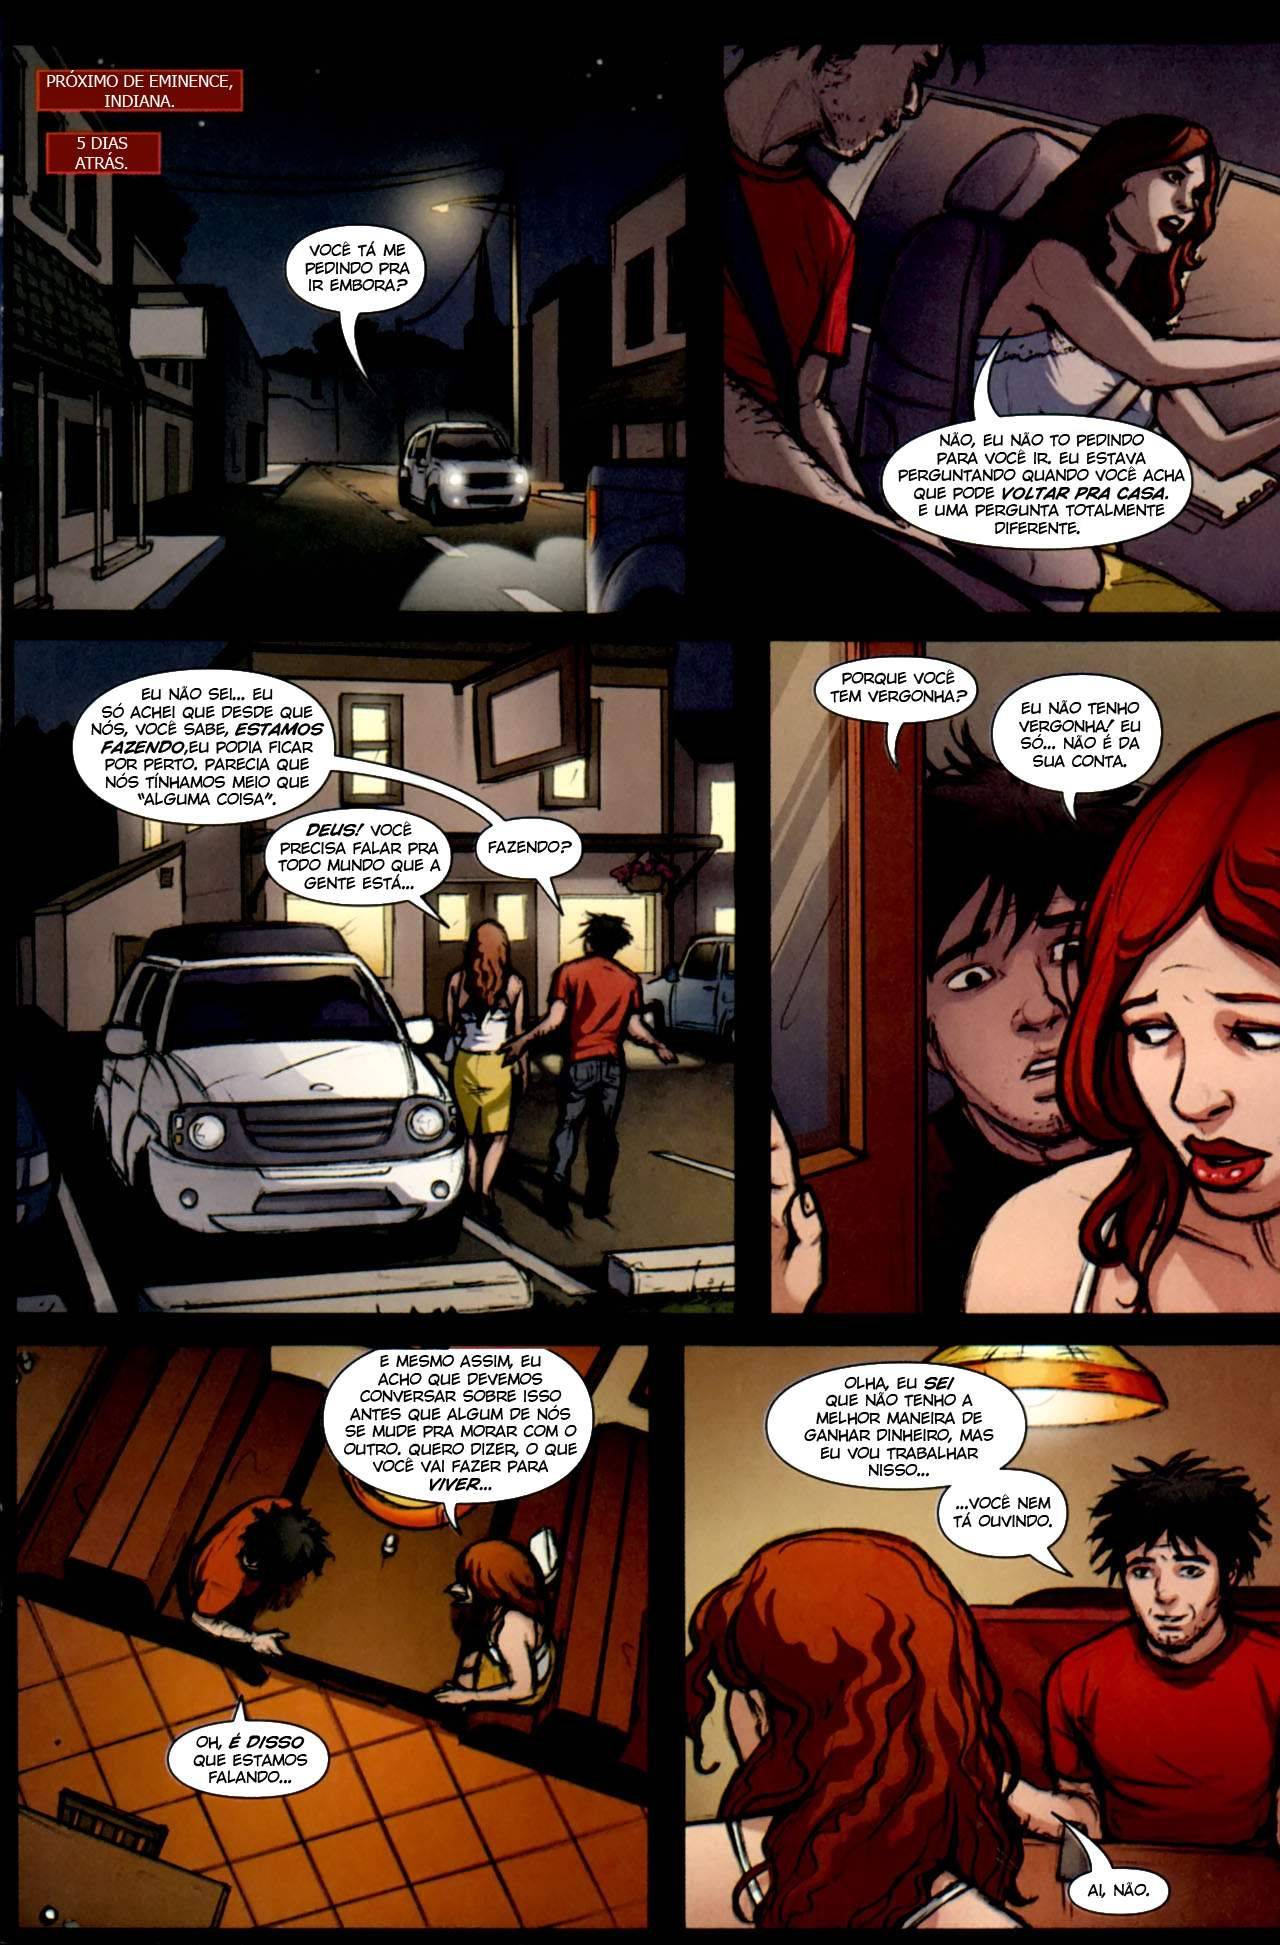 PRÓXIMO DE EMINENCE,
INDIANA.
5 DIAS
ATRÁS.
VOCÊ TÁ ME
PEDINDO PRA
IR EMBORA?
NÃO, EU NÃO TO PEDINDO
PARA VOCÊ IR. EU ESTAVA
PERGUNTANDO QUANDO VOCÊ ACHA
QUE PODE VOLTAR PRA CASA.
E UMA PERGUNTA TOTALMENTE
DIFERENTE.
EU NÃO SEI... EU
SÓ ACHEI QUE DESDE QUE
NÓS, VOCÊ SABE, ESTAMOS
FAZENDO,EU PODIA FICAR
POR PERTO. PARECIA QUE
NÓS TÍNHAMOS MEIO QUE
"ALGUMA COISA".
DEUS! VOCÊ
PRECISA FALAR PRA
TODO MUNDO QUE A
GENTE ESTÁ...
FAZENDO?
PORQUE VOCÊ
TEM VERGONHA?
EU NÃO TENHO
VERGONHA! EU
SÓ... NÃO É DA
SUA CONTA.
E MESMO ASSIM, EU
ACHO QUE DEVEMOS
CONVERSAR SOBRE ISSO
ANTES QUE ALGUM DE NÓS
SE MUDE PRA MORAR COM O
OUTRO. QUERO DIZER, O QUE
VOCÊ VAI FAZER PARA
VIVER...
OH, É DISSO
QUE ESTAMOS
FALANDO...
OLHA, EU SEI
QUE NÃO TENHO A
MELHOR MANEIRA DE
GANHAR DINHEIRO, MAS
EU VOU TRABALHAR
NISSO...
...VOCÊ NEM
TÁ OUVINDO.
AI, NÃO.